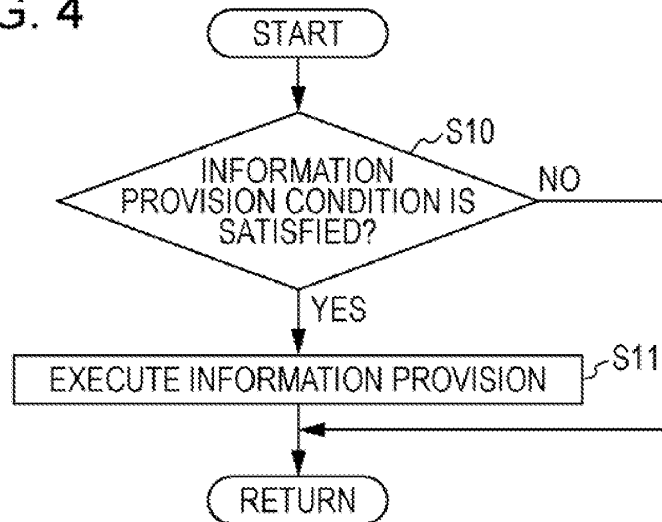 G. 4
START
S10
INFORMATION
PROVISION CONDITION IS
SATISFIED?
NO
YES
EXECUTE INFORMATION PROVISION
S11
RETURN